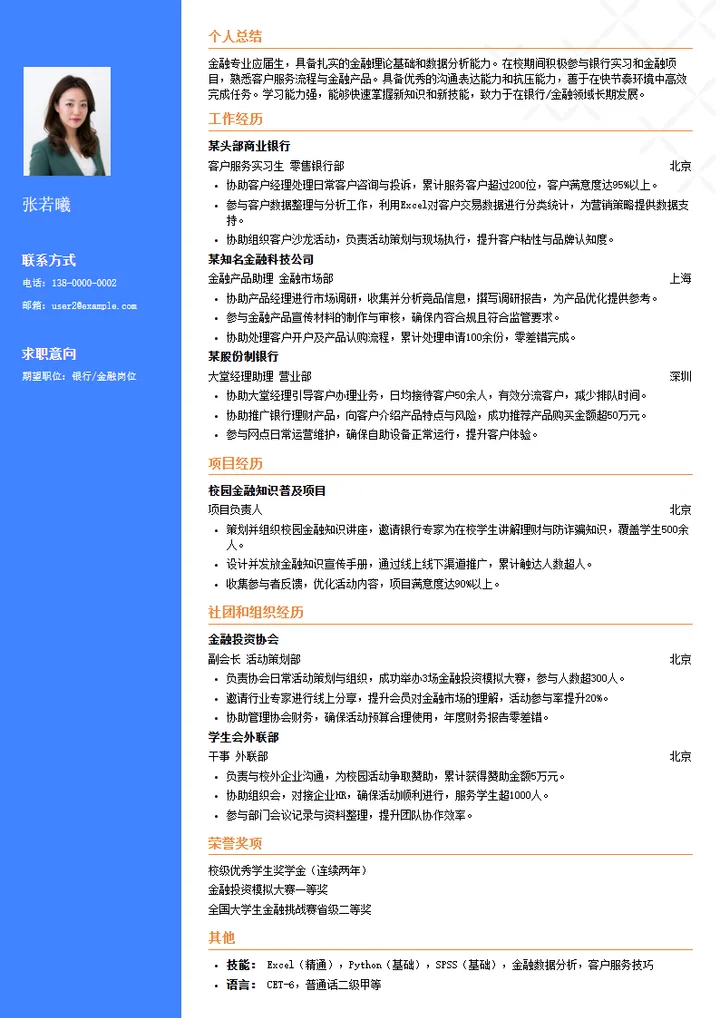 张若曦
联系方式
电话：138-0000-0002
邮箱：user2@example.com
求职意向
期望职位：银行/金融岗位
个人总结
金融专业应届生，具备扎实的金融理论基础和数据分析能力。在校期间积极参与银行实习和金融项
目，熟悉客户服务流程与金融产品。具备优秀的沟通表达能力和抗压能力，善于在快节奏环境中高效
完成任务。学习能力强，能够快速掌握新知识和新技能，致力于在银行/金融领域长期发展。
工作经历
某头部商业银行
客户服务实习生 零售银行部 北京
• 协助客户经理处理日常客户咨询与投诉，累计服务客户超过200位，客户满意度达95%以上。
• 参与客户数据整理与分析工作，利用Excel对客户交易数据进行分类统计，为营销策略提供数据支
持。
• 协助组织客户沙龙活动，负责活动策划与现场执行，提升客户粘性与品牌认知度。
某知名金融科技公司
金融产品助理 金融市场部 上海
• 协助产品经理进行市场调研，收集并分析竞品信息，撰写调研报告，为产品优化提供参考。
• 参与金融产品宣传材料的制作与审核，确保内容合规且符合监管要求。
• 协助处理客户开户及产品认购流程，累计处理申请100余份，零差错完成。
某股份制银行
大堂经理助理 营业部 深圳
• 协助大堂经理引导客户办理业务，日均接待客户50余人，有效分流客户，减少排队时间。
• 协助推广银行理财产品，向客户介绍产品特点与风险，成功推荐产品购买金额超50万元。
• 参与网点日常运营维护，确保自助设备正常运行，提升客户体验。
项目经历
校园金融知识普及项目
项目负责人 北京
• 策划并组织校园金融知识讲座，邀请银行专家为在校学生讲解理财与防诈骗知识，覆盖学生500余
人。
• 设计并发放金融知识宣传手册，通过线上线下渠道推广，累计触达人数超人。
• 收集参与者反馈，优化活动内容，项目满意度达90%以上。
社团和组织经历
金融投资协会
副会长 活动策划部 北京
• 负责协会日常活动策划与组织，成功举办3场金融投资模拟大赛，参与人数超300人。
• 邀请行业专家进行线上分享，提升会员对金融市场的理解，活动参与率提升20%。
• 协助管理协会财务，确保活动预算合理使用，年度财务报告零差错。
学生会外联部
干事 外联部 北京
• 负责与校外企业沟通，为校园活动争取赞助，累计获得赞助金额5万元。
• 协助组织会，对接企业HR，确保活动顺利进行，服务学生超1000人。
• 参与部门会议记录与资料整理，提升团队协作效率。
荣誉奖项
校级优秀学生奖学金（连续两年）
金融投资模拟大赛一等奖
全国大学生金融挑战赛省级二等奖
其他
• 技能： Excel（精通），Python（基础），SPSS（基础），金融数据分析，客户服务技巧
• 语言： CET-6，普通话二级甲等